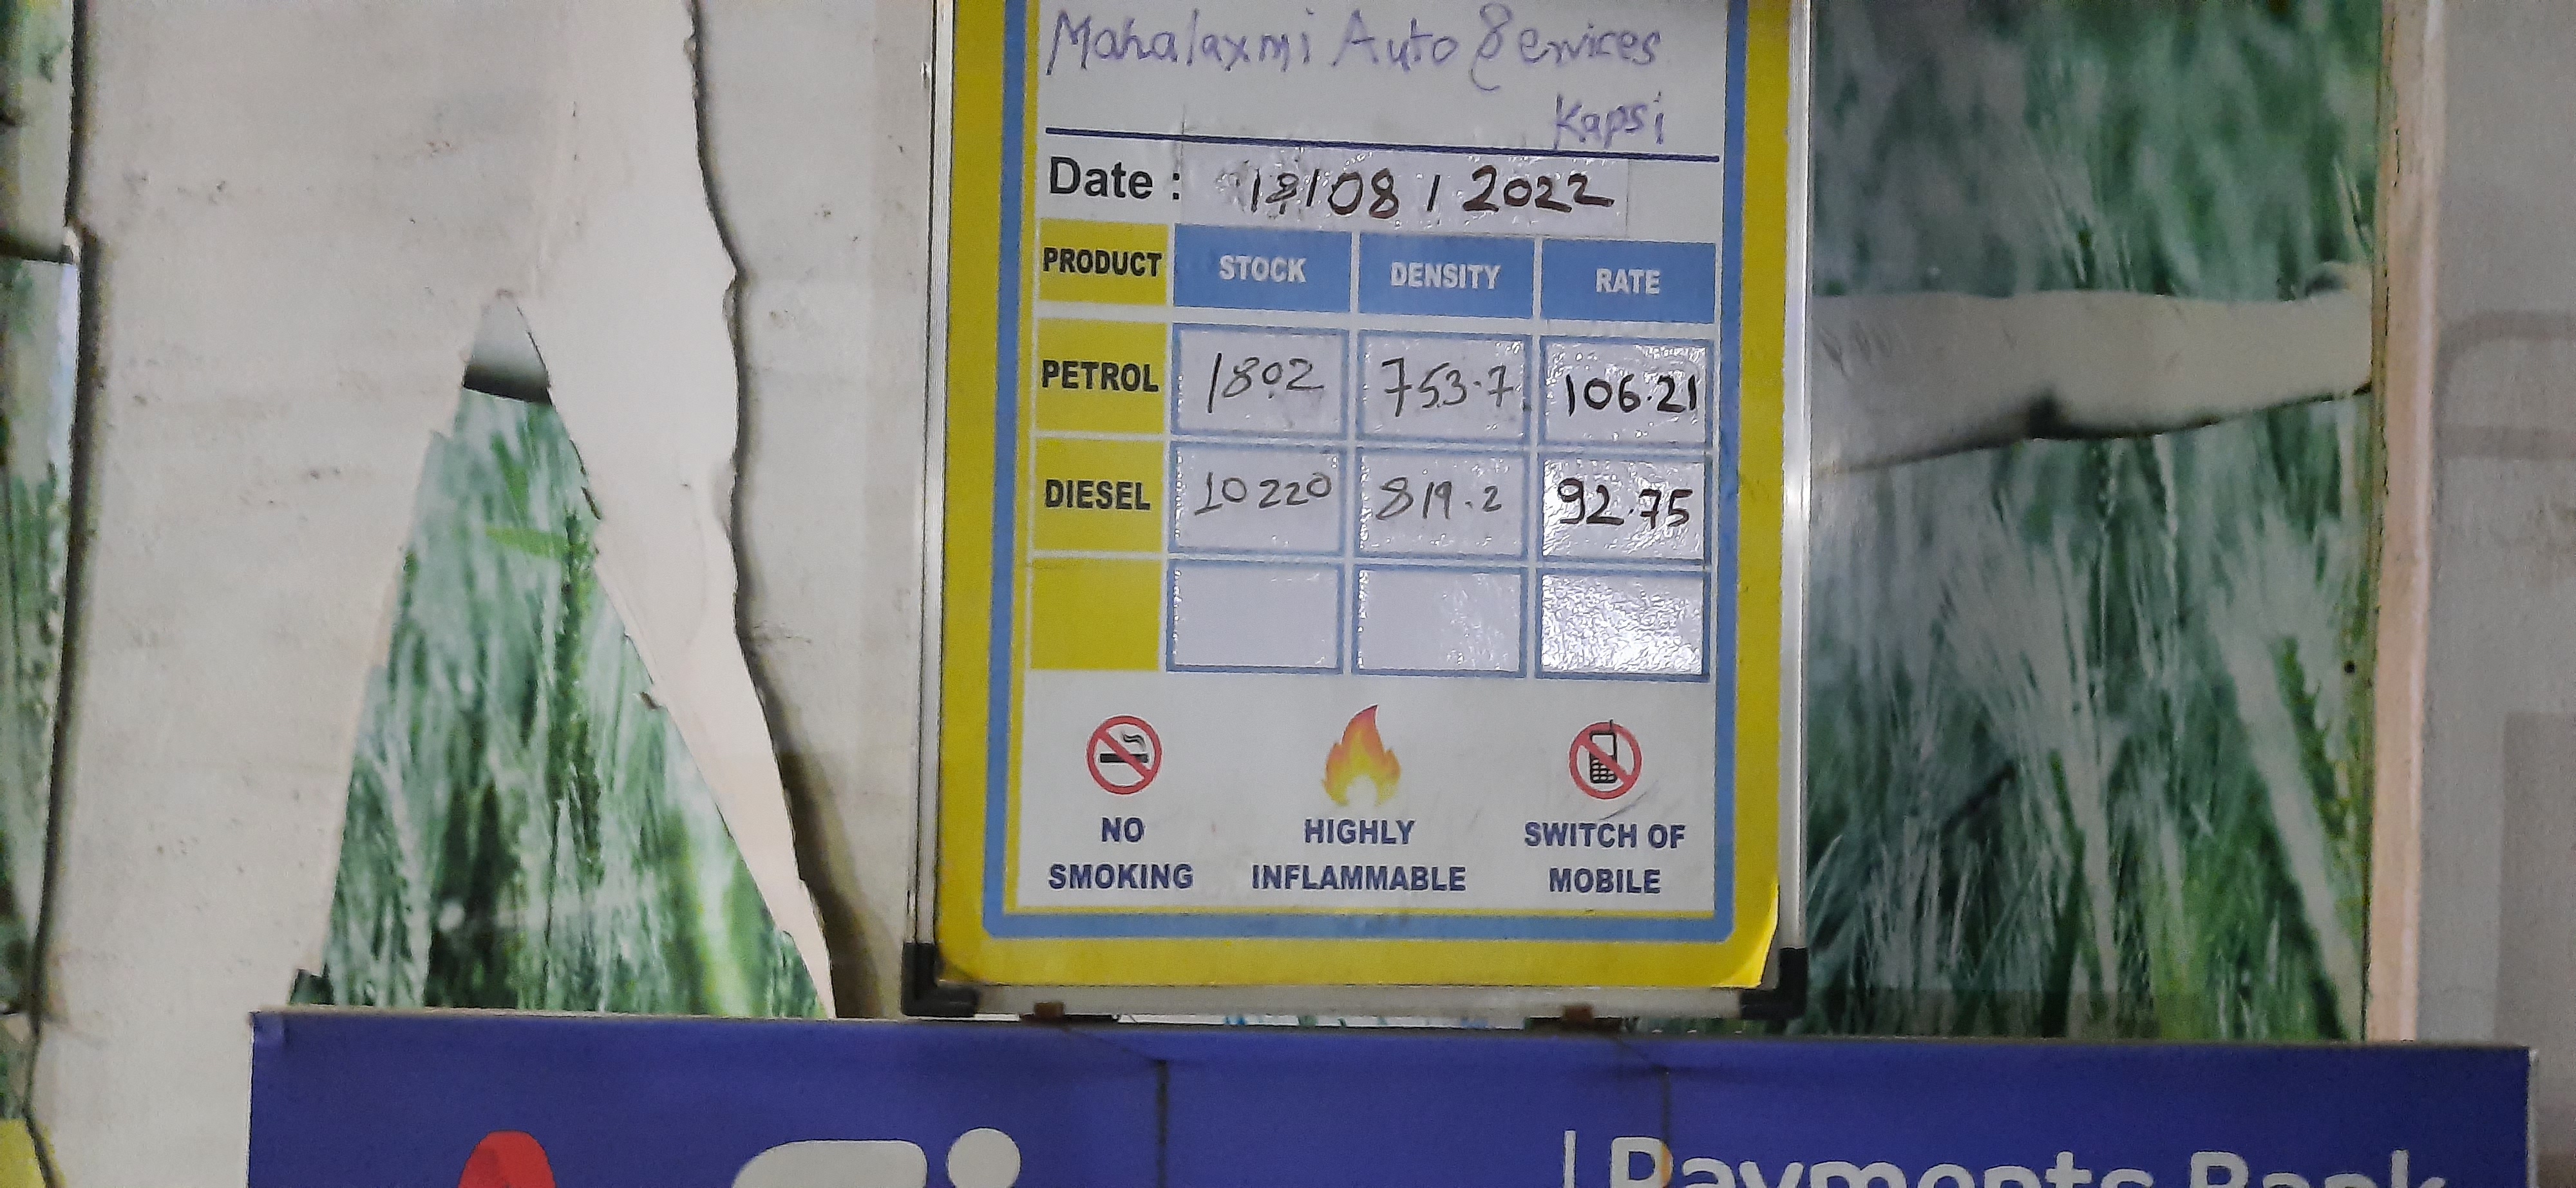 Mahalaxmi Auto Services
Kapsi
Date : 18/08/2022
PRODUCT STOCK DENSITY RATE
PETROL 1802 753.7 106.21
DIESEL 10220 819.2 92.75
NO SMOKING
HIGHLY INFLAMMABLE
SWITCH OF MOBILE
Payments Bank